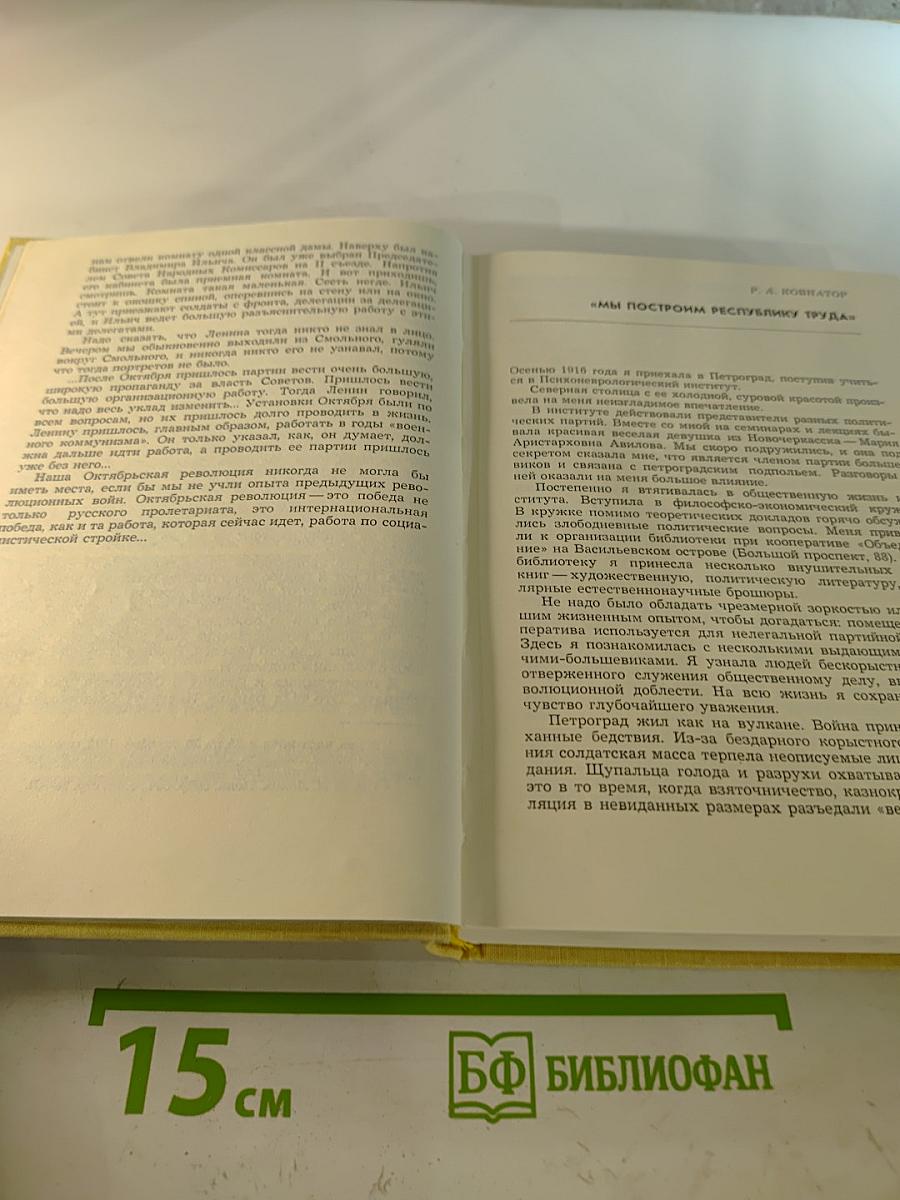 нам отвели комнату одной классной дамы. Наверху был ка-
бинет Владимира Ильича. Он был уже выбран Председате-
лем Совета Народных Комиссаров на II съезде. Напротив
его кабинета была приемная комната. И вот приходишь,
смотришь. Комната такая маленькая. Сесть негде. Ильич
стоит к окошку спиной, опершись на стену или на окно.
А тут приезжают солдаты с фронта, делегации за делегаци-
ей, и Ильич ведет большую разъяснительную работу с эти-
ми делегатами.
Надо сказать, что Ленина тогда никто не знал в лицо.
Вечером мы обыкновенно выходили из Смольного, гуляли
вокруг Смольного, и никогда никто его не узнавал, потому
что тогда портретов не было.
...После Октября пришлось партии вести очень большую,
широкую пропаганду за власть Советов. Пришлось вести
большую организационную работу. Тогда Ленин говорил,
что надо весь уклад изменить... Установки Октября были по
всем вопросам, но их пришлось долго проводить в жизнь.
Ленину пришлось, главным образом, работать в годы «воен-
ного коммунизма». Он только указал, как, он думает, дол-
жна дальше идти работа, а проводить ее партии пришлось
уже без него...
Наша Октябрьская революция никогда не могла бы
иметь места, если бы мы не учли опыта предыдущих рево-
люционных войн. Октябрьская революция — это победа не
только русского пролетариата, это интернациональная
победа, как и та работа, которая сейчас идет, работа по социа-
листической стройке...
Р. А. КОВНАТОР
«МЫ ПОСТРОИМ РЕСПУБЛИКУ ТРУДА»
Осенью 1916 года я приехала в Петроград, поступив учить-
ся в Психоневрологический институт.
Северная столица с ее холодной, суровой красотой произ-
вела на меня неизгладимое впечатление.
В институте действовали представители разных полити-
ческих партий. Вместе со мной на семинарах и лекциях бы-
вала красивая веселая девушка из Новочеркасска — Мария
Аристарховна Авилова. Мы скоро подружились, и она под
секретом сказала мне, что является членом партии больше
виков и связана с петроградским подпольем. Разговоры
ней оказали на меня большое влияние.
Постепенно я втягивалась в общественную жизнь и
ститута. Вступила в философско-экономический круж
В кружке помимо теоретических докладов горячо обсуж
лись злободневные политические вопросы. Меня прив
ли к организации библиотеки при кооперативе «Объед
ние» на Васильевском острове (Большой проспект, 88).
библиотеку я принесла несколько внушительных
книг — художественную, политическую литературу,
лярные естественнонаучные брошюры.
Не надо было обладать чрезмерной зоркостью ил
шим жизненным опытом, чтобы догадаться: помеще
ператива используется для нелегальной партийной
Здесь я познакомилась с несколькими выдающим
чими-большевиками. Я узнала людей бескорыстн
отверженного служения общественному делу, вы
волюционной доблести. На всю жизнь я сохран
чувство глубочайшего уважения.
Петроград жил как на вулкане. Война прин
ханные бедствия. Из-за бездарного корыстного
ния солдатская масса терпела неописуемые ли
дания. Щупальца голода и разрухи охватыва
это в то время, когда взяточничество, казнокр
ляция в невиданных размерах разъедали «ве
15 см
БФ БИБЛИОФАН